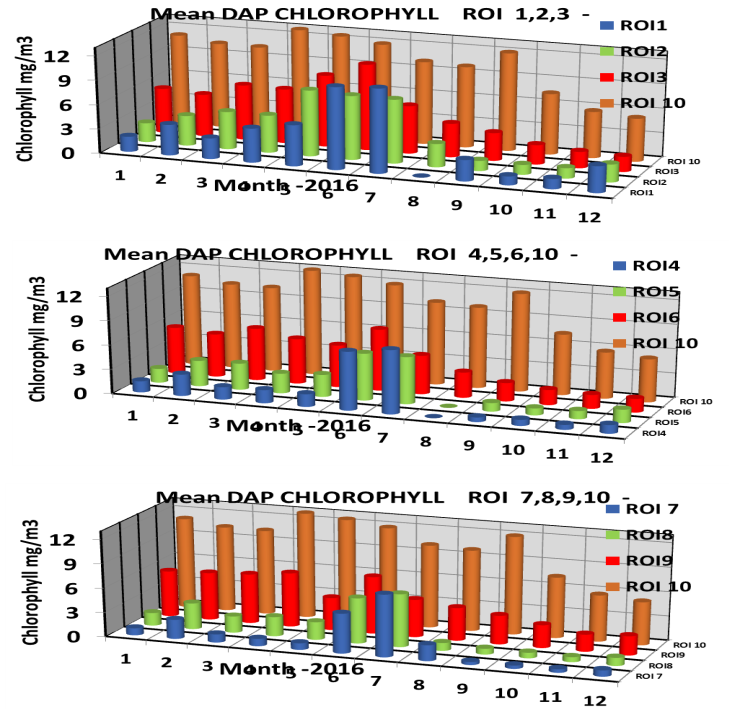 Mean DAP CHLOROPHYLL ROI 1,2,3 -
ROI1
ROI2
ROI3
ROI 10
Chlorophyll mg/m3
12
9
6
3
0
1 2 3 4 5 6 7 8 9 10 11 12
Month -2016
ROI 10
ROI3
ROI2
ROI1
Mean DAP CHLOROPHYLL ROI 4,5,6,10 -
ROI4
ROI5
ROI6
ROI 10
Chlorophyll mg/m3
12
9
6
3
0
1 2 3 4 5 6 7 8 9 10 11 12
Month -2016
ROI 10
ROI6
ROI5
ROI4
Mean DAP CHLOROPHYLL ROI 7,8,9,10 -
ROI 7
ROI8
ROI9
ROI 10
Chlorophyll mg/m3
12
9
6
3
0
1 2 3 4 5 6 7 8 9 10 11 12
Month -2016
ROI 10
ROI9
ROI8
ROI 7